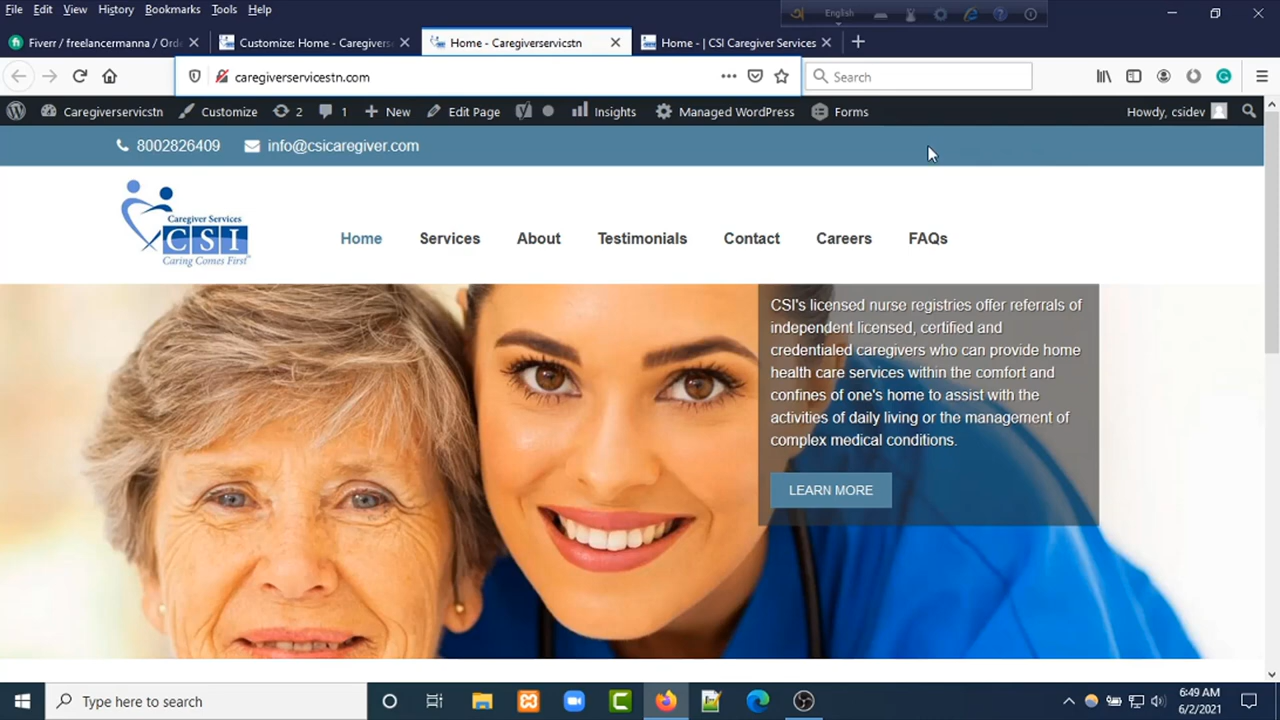 File Edit View History Bookmarks Tools Help
English
Fiverr / freelancermanna / Orde
Customize: Home - Caregiverse
Home - Caregiverservicstn
Home - | CSI Caregiver Services
caregiverservicestn.com
Search
Caregiverservicstn Customize 2 1 New Edit Page Insights Managed WordPress Forms Howdy, csidev
8002826409 info@csicaregiver.com
Caregiver Services
CSI
Caring Comes First
Home Services About Testimonials Contact Careers FAQs
CSI's licensed nurse registries offer referrals of
independent licensed, certified and
credentialed caregivers who can provide home
health care services within the comfort and
confines of one's home to assist with the
activities of daily living or the management of
complex medical conditions.
LEARN MORE
Type here to search
6:49 AM
6/2/2021